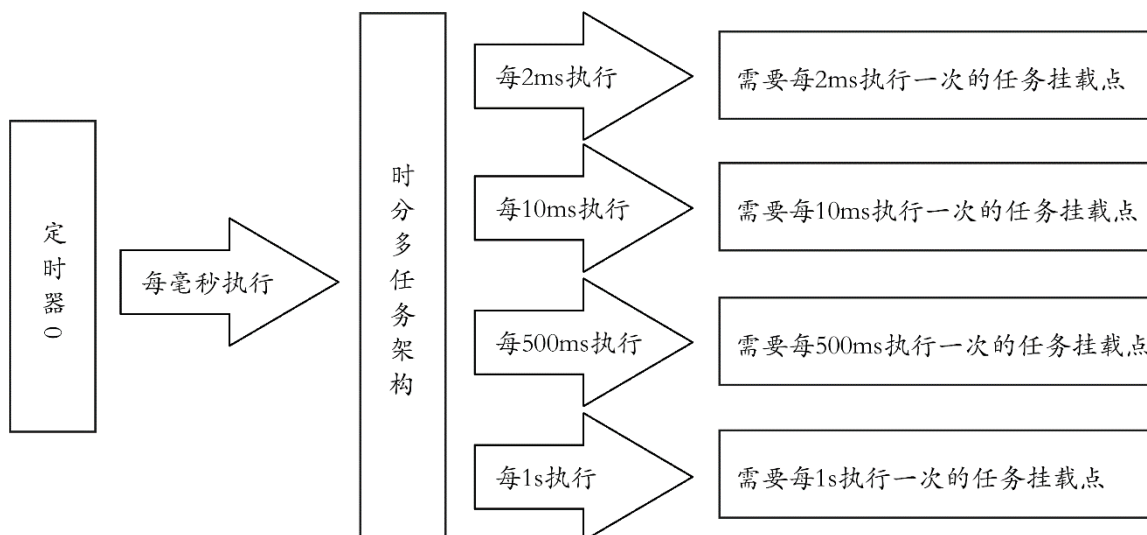 定时器0
每毫秒执行
时分多任务架构
每2ms执行
需要每2ms执行一次的任务挂载点
每10ms执行
需要每10ms执行一次的任务挂载点
每500ms执行
需要每500ms执行一次的任务挂载点
每1s执行
需要每1s执行一次的任务挂载点